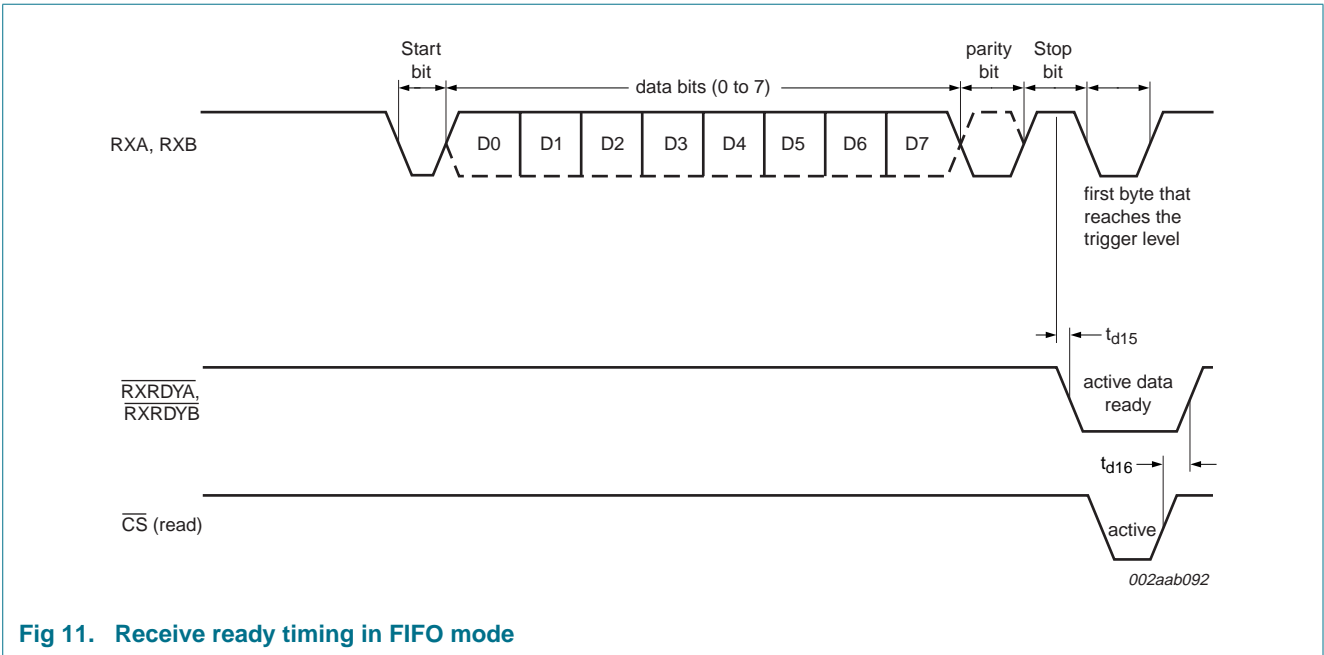 Start
bit
data bits (0 to 7)
parity
bit
Stop
bit
RXA, RXB
D0 D1 D2 D3 D4 D5 D6 D7
first byte that
reaches the
trigger level
td15
RXRDYA,
RXRDYB
active data
ready
td16
CS (read)
active
002aab092
Fig 11. Receive ready timing in FIFO mode